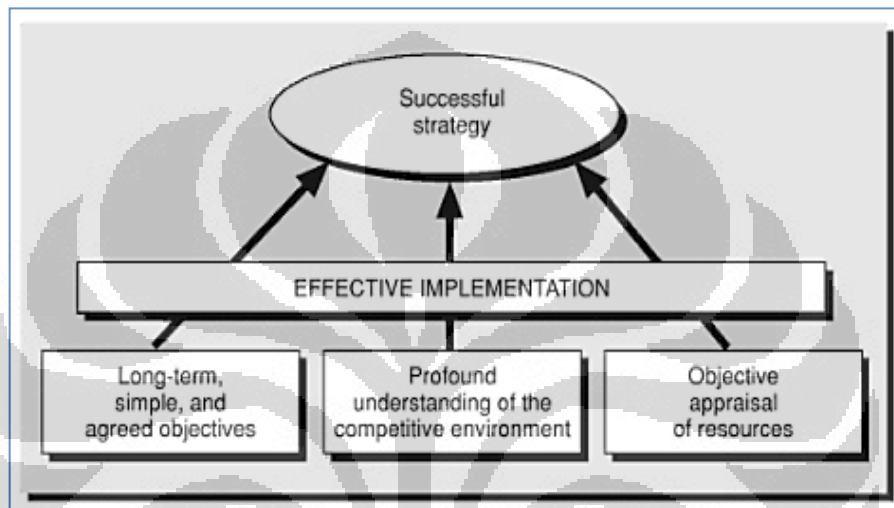 Successful
strategy
EFFECTIVE IMPLEMENTATION
Long-term,
simple, and
agreed objectives
Profound
understanding of the
competitive environment
Objective
appraisal
of resources